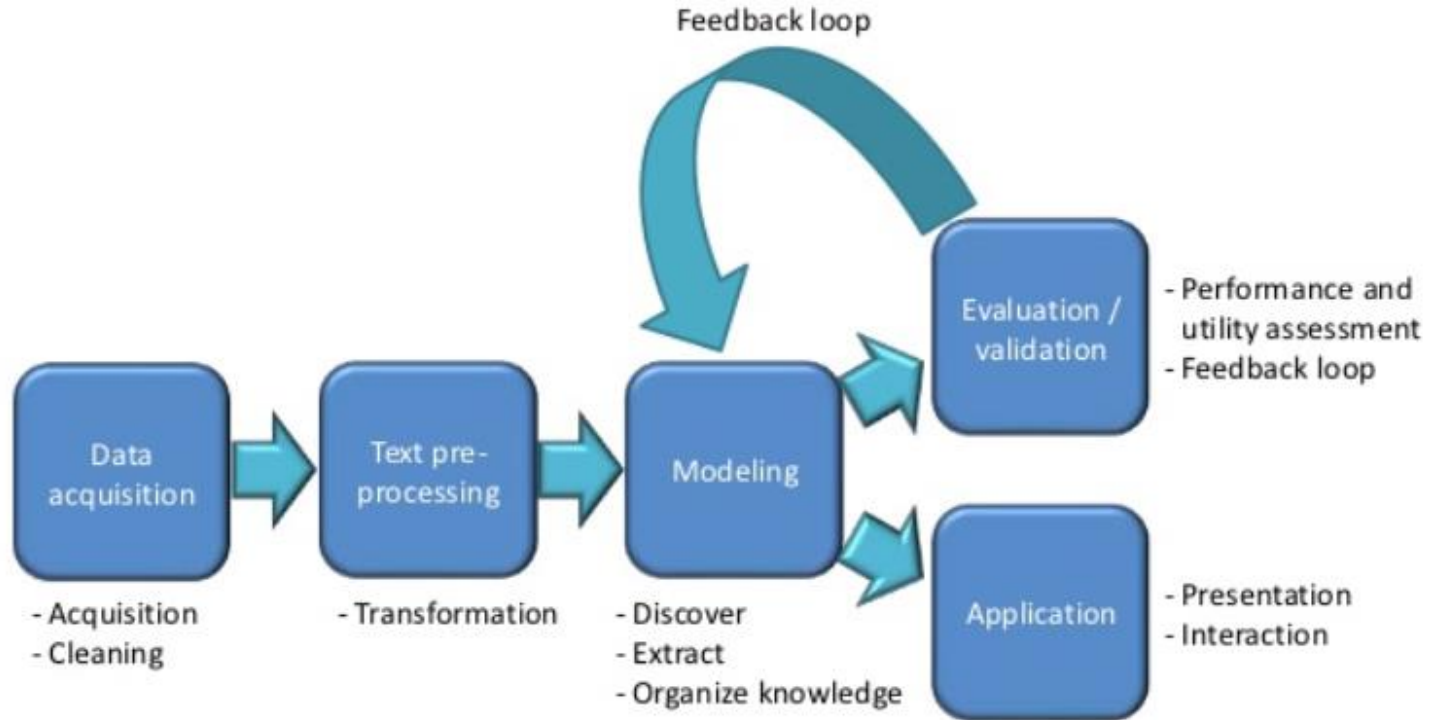 Feedback loop
Data
acquisition
- Acquisition
- Cleaning
Text pre-
processing
- Transformation
Modeling
- Discover
- Extract
- Organize knowledge
Evaluation /
validation
- Performance and
utility assessment
- Feedback loop
Application
- Presentation
- Interaction